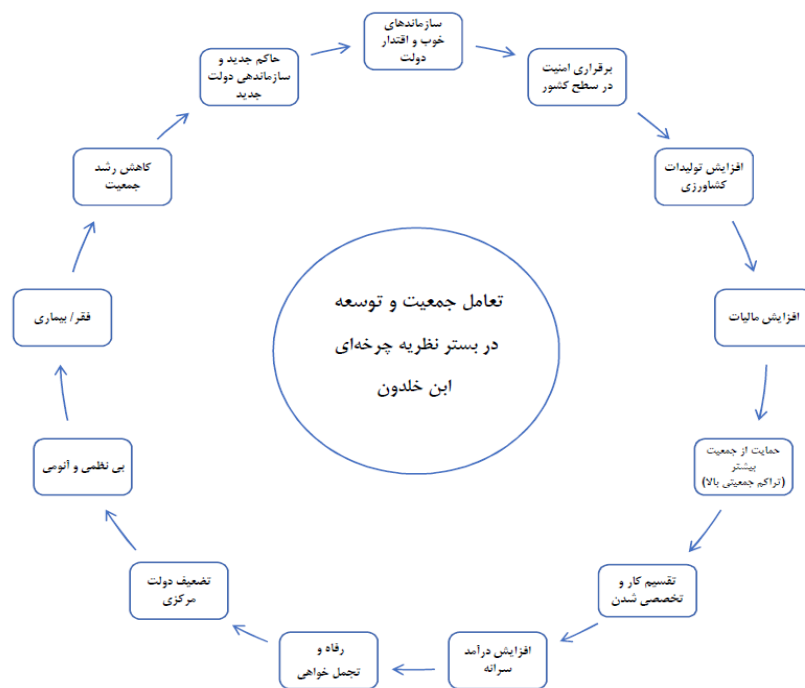 سازماندهای
خوب و اقتدار
دولت
برقراری امنیت
در سطح کشور
افزایش تولیدات
کشاورزی
افزایش مالیات
حمایت از جمعیت
بیشتر
(تراکم جمعیتی بالا)
تقسیم کار و
تخصصی شدن
افزایش درآمد
سرانه
رفاه و
تجمل خواهی
تضعیف دولت
مرکزی
بی نظمی و آنومی
فقر/ بیماری
کاهش رشد
جمعیت
حاکم جدید و
سازماندهی دولت
جدید
تعامل جمعیت و توسعه
در بستر نظریه چرخه‌ای
ابن خلدون